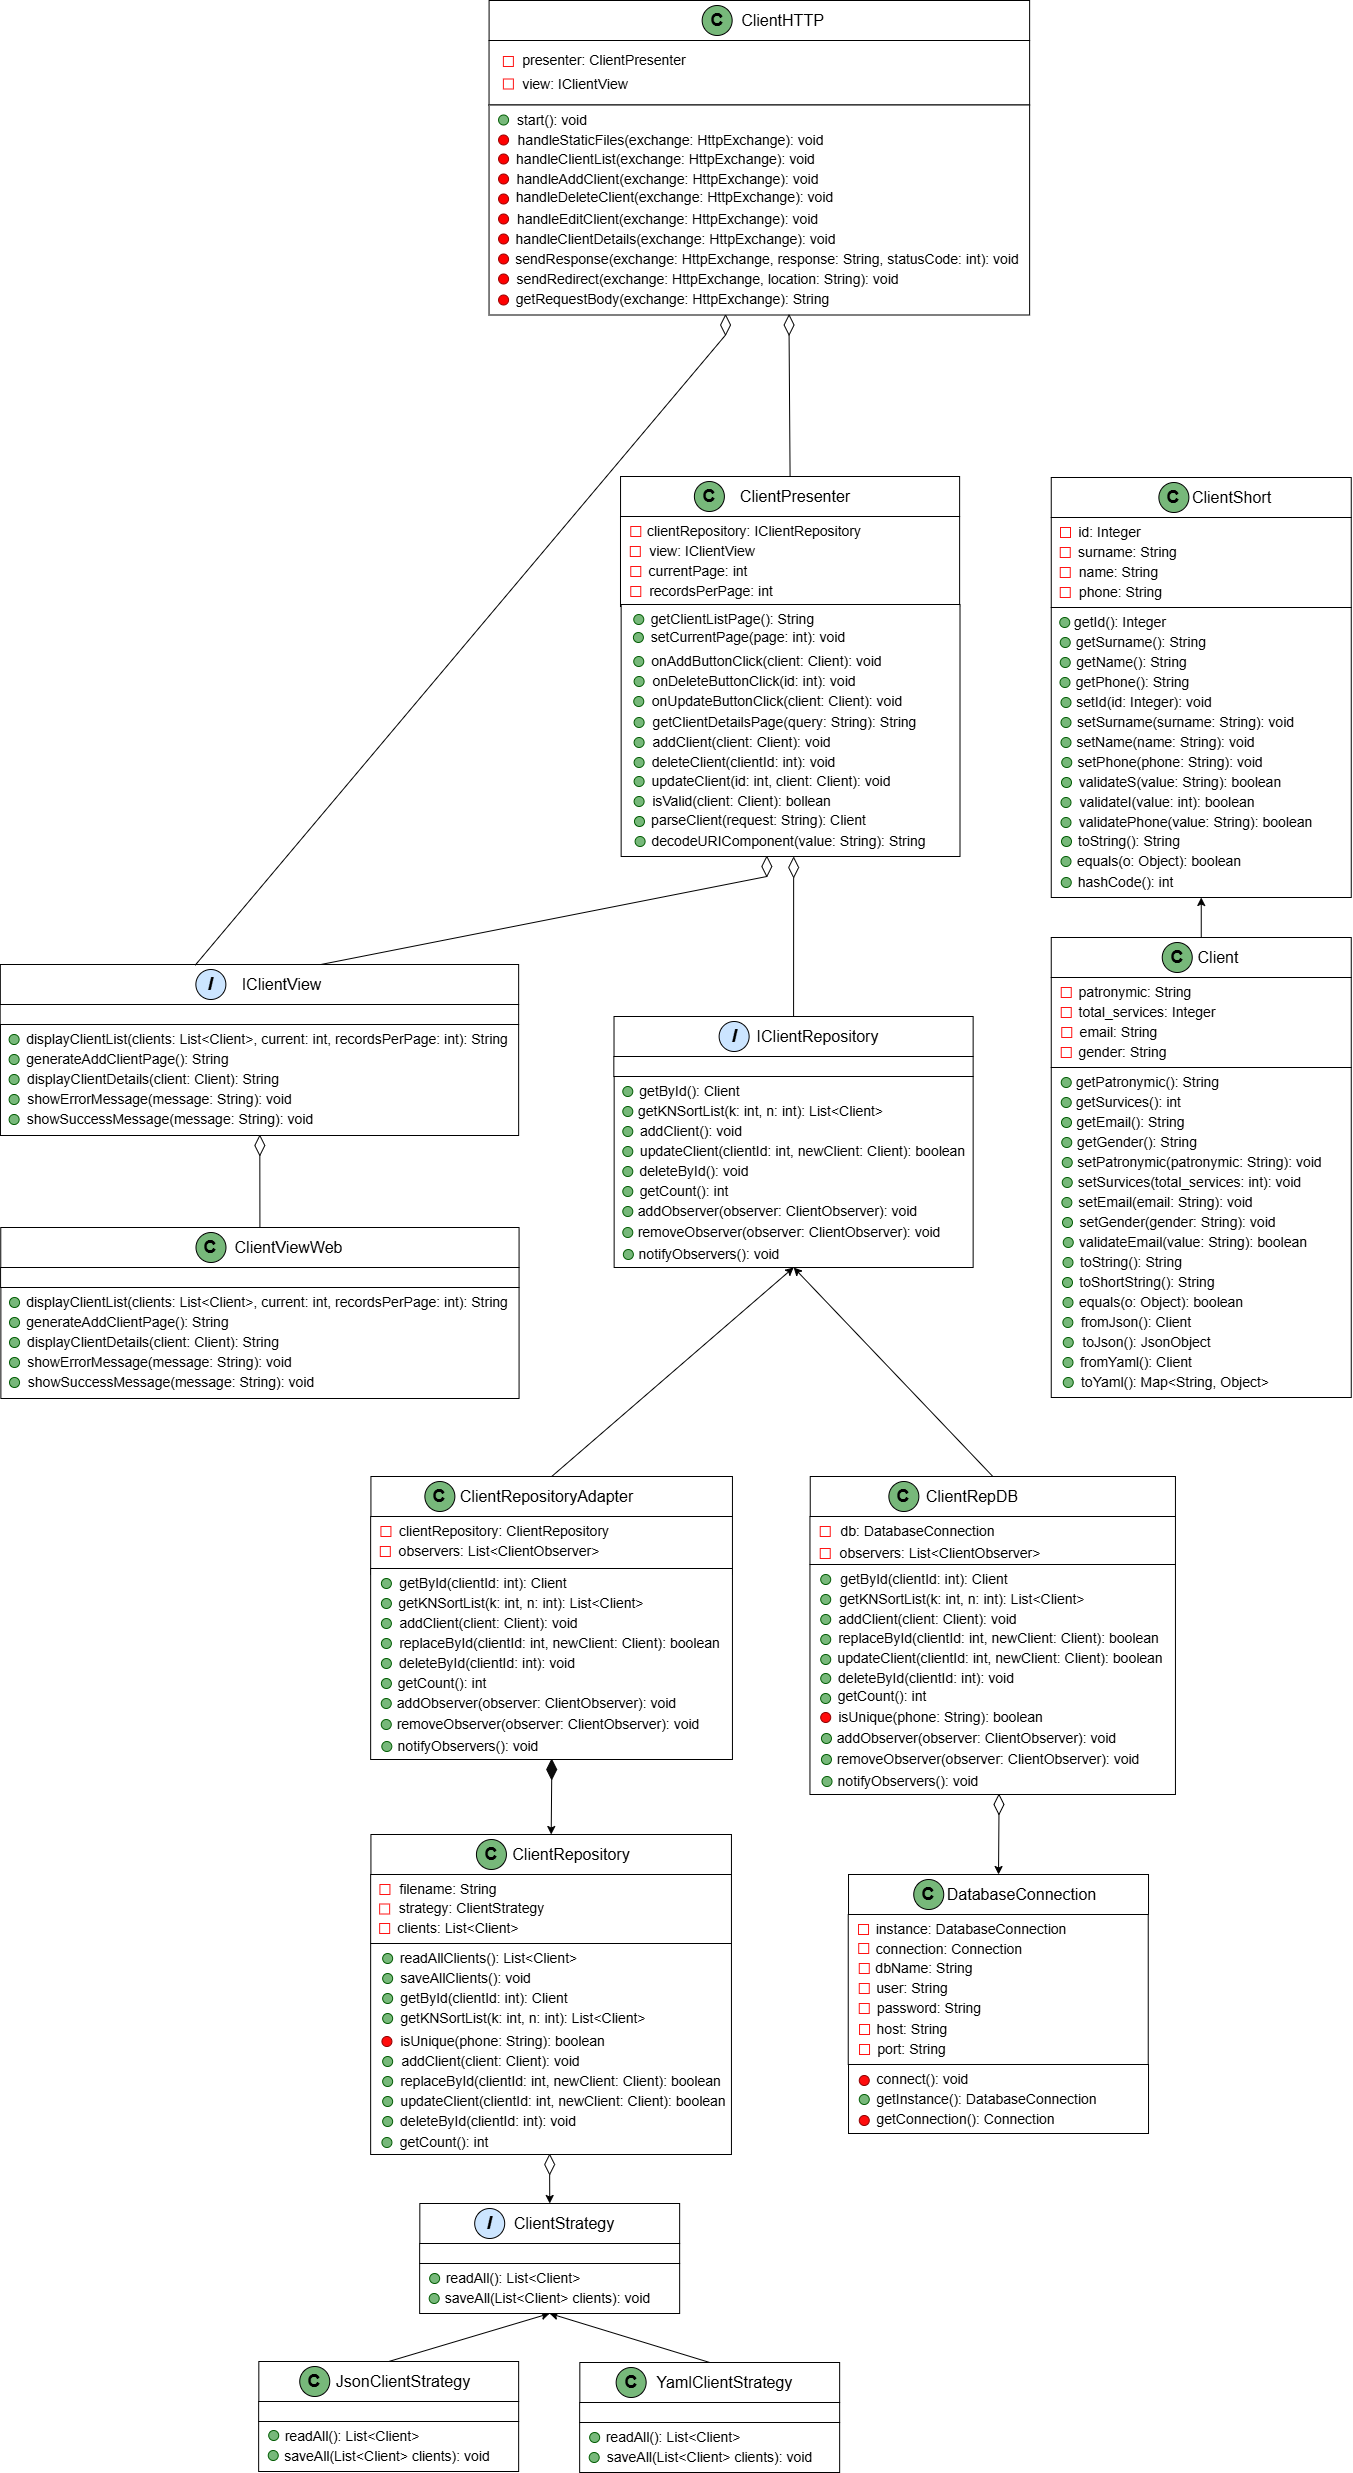 C ClientHTTP
presenter: ClientPresenter
view: IClientView
start(): void
handleStaticFiles(exchange: HttpExchange): void
handleClientList(exchange: HttpExchange): void
handleAddClient(exchange: HttpExchange): void
handleDeleteClient(exchange: HttpExchange): void
handleEditClient(exchange: HttpExchange): void
handleClientDetails(exchange: HttpExchange): void
sendResponse(exchange: HttpExchange, response: String, statusCode: int): void
sendRedirect(exchange: HttpExchange, location: String): void
getRequestBody(exchange: HttpExchange): String
C ClientPresenter
clientRepository: IClientRepository
view: IClientView
currentPage: int
recordsPerPage: int
getClientListPage(): String
setCurrentPage(page: int): void
onAddButtonClick(client: Client): void
onDeleteButtonClick(id: int): void
onUpdateButtonClick(client: Client): void
getClientDetailsPage(query: String): String
addClient(client: Client): void
deleteClient(clientId: int): void
updateClient(id: int, client: Client): void
isValid(client: Client): bollean
parseClient(request: String): Client
decodeURIComponent(value: String): String
C ClientShort
id: Integer
surname: String
name: String
phone: String
getId(): Integer
getSurname(): String
getName(): String
getPhone(): String
setId(id: Integer): void
setSurname(surname: String): void
setName(name: String): void
setPhone(phone: String): void
validateS(value: String): boolean
validateI(value: int): boolean
validatePhone(value: String): boolean
toString(): String
equals(o: Object): boolean
hashCode(): int
C Client
patronymic: String
total_services: Integer
email: String
gender: String
getPatronymic(): String
getSurvices(): int
getEmail(): String
getGender(): String
setPatronymic(patronymic: String): void
setSurvices(total_services: int): void
setEmail(email: String): void
setGender(gender: String): void
validateEmail(value: String): boolean
toString(): String
toShortString(): String
equals(o: Object): boolean
fromJson(): Client
toJson(): JsonObject
fromYaml(): Client
toYaml(): Map<String, Object>
I IClientView
displayClientList(clients: List<Client>, current: int, recordsPerPage: int): String
generateAddClientPage(): String
displayClientDetails(client: Client): String
showErrorMessage(message: String): void
showSuccessMessage(message: String): void
C ClientViewWeb
displayClientList(clients: List<Client>, current: int, recordsPerPage: int): String
generateAddClientPage(): String
displayClientDetails(client: Client): String
showErrorMessage(message: String): void
showSuccessMessage(message: String): void
I IClientRepository
getById(): Client
getKNSortList(k: int, n: int): List<Client>
addClient(): void
updateClient(clientId: int, newClient: Client): boolean
deleteById(): void
getCount(): int
addObserver(observer: ClientObserver): void
removeObserver(observer: ClientObserver): void
notifyObservers(): void
C ClientRepositoryAdapter
clientRepository: ClientRepository
observers: List<ClientObserver>
getById(clientId: int): Client
getKNSortList(k: int, n: int): List<Client>
addClient(client: Client): void
replaceById(clientId: int, newClient: Client): boolean
deleteById(clientId: int): void
getCount(): int
addObserver(observer: ClientObserver): void
removeObserver(observer: ClientObserver): void
notifyObservers(): void
C ClientRepDB
db: DatabaseConnection
observers: List<ClientObserver>
getById(clientId: int): Client
getKNSortList(k: int, n: int): List<Client>
addClient(client: Client): void
replaceById(clientId: int, newClient: Client): boolean
updateClient(clientId: int, newClient: Client): boolean
deleteById(clientId: int): void
getCount(): int
isUnique(phone: String): boolean
addObserver(observer: ClientObserver): void
removeObserver(observer: ClientObserver): void
notifyObservers(): void
C ClientRepository
filename: String
strategy: ClientStrategy
clients: List<Client>
readAllClients(): List<Client>
saveAllClients(): void
getById(clientId: int): Client
getKNSortList(k: int, n: int): List<Client>
isUnique(phone: String): boolean
addClient(client: Client): void
replaceById(clientId: int, newClient: Client): boolean
updateClient(clientId: int, newClient: Client): boolean
deleteById(clientId: int): void
getCount(): int
C DatabaseConnection
instance: DatabaseConnection
connection: Connection
dbName: String
user: String
password: String
host: String
port: String
connect(): void
getInstance(): DatabaseConnection
getConnection(): Connection
I ClientStrategy
readAll(): List<Client>
saveAll(List<Client> clients): void
C JsonClientStrategy
readAll(): List<Client>
saveAll(List<Client> clients): void
C YamlClientStrategy
readAll(): List<Client>
saveAll(List<Client> clients): void